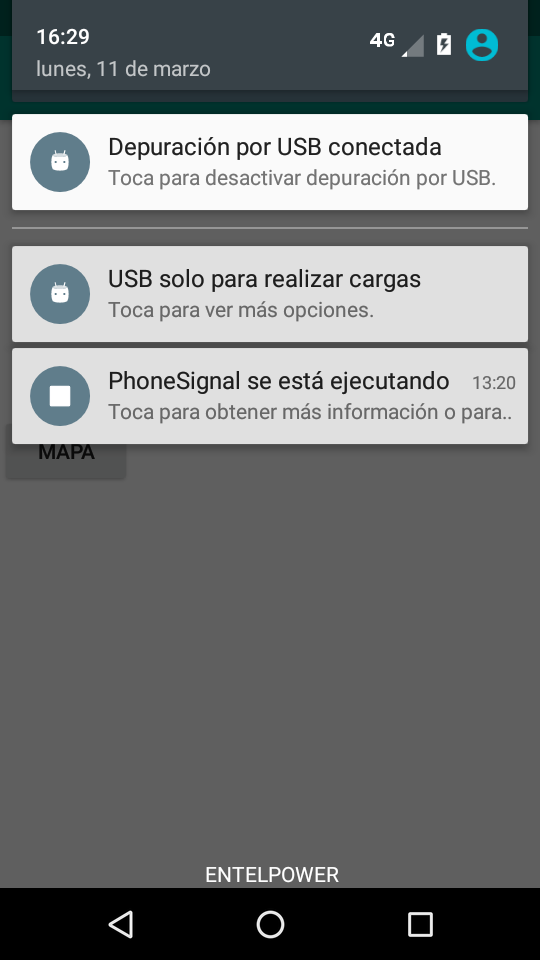 16:29
4G
lunes, 11 de marzo
Depuración por USB conectada
Toca para desactivar depuración por USB.
USB solo para realizar cargas
Toca para ver más opciones.
PhoneSignal se está ejecutando 13:20
Toca para obtener más información o para..
MAPA
ENTELPOWER